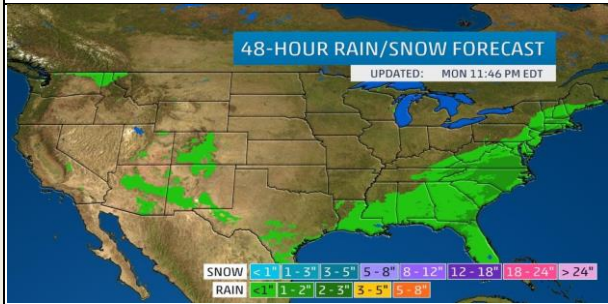 48-HOUR RAIN/SNOW FORECAST
UPDATED: MON 11:46 PM EDT
SNOW <1" 1 - 3" 3 - 5" 5 - 8" 8 - 12" 12 - 18" 18 - 24" > 24"
RAIN <1" 1 - 2" 2 - 3" 3 - 5" 5 - 8"